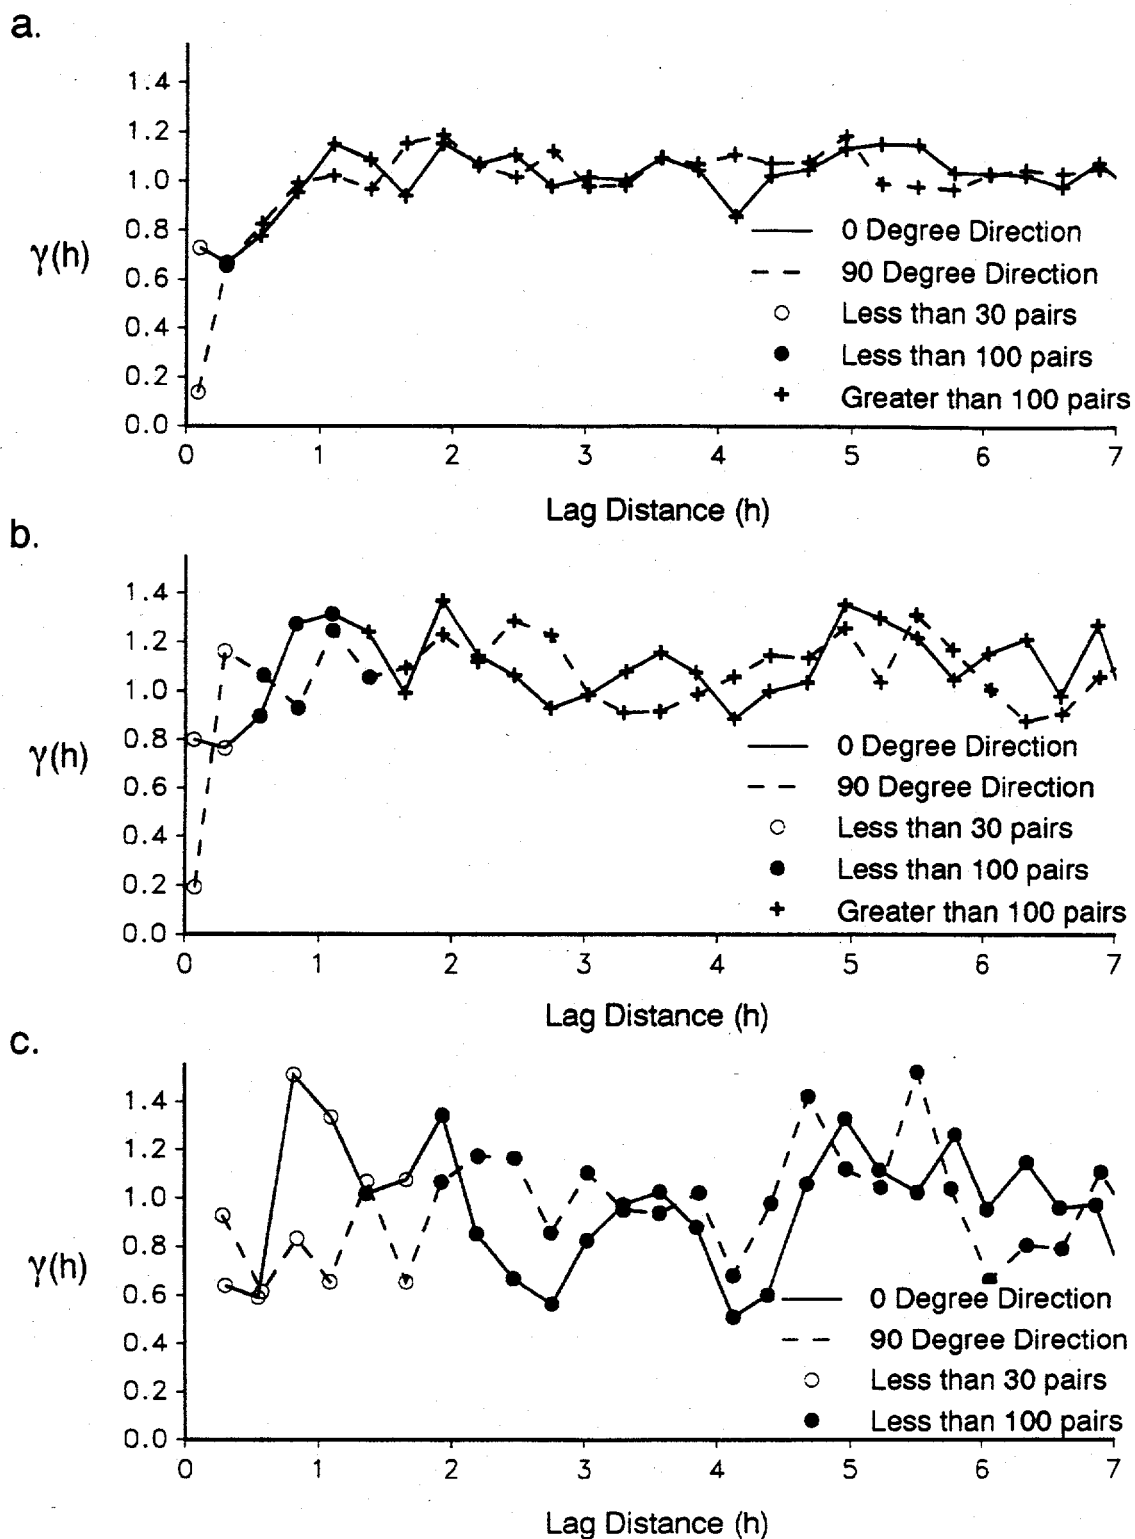 a.
1.4
1.2
1.0
0.8
0.6
0.4
0.2
0.0
γ(h)
0 Degree Direction
90 Degree Direction
Less than 30 pairs
Less than 100 pairs
Greater than 100 pairs
0 1 2 3 4 5 6 7
Lag Distance (h)
b.
1.4
1.2
1.0
0.8
0.6
0.4
0.2
0.0
γ(h)
0 Degree Direction
90 Degree Direction
Less than 30 pairs
Less than 100 pairs
Greater than 100 pairs
0 1 2 3 4 5 6 7
Lag Distance (h)
c.
1.4
1.2
1.0
0.8
0.6
0.4
0.2
0.0
γ(h)
0 Degree Direction
90 Degree Direction
Less than 30 pairs
Less than 100 pairs
0 1 2 3 4 5 6 7
Lag Distance (h)